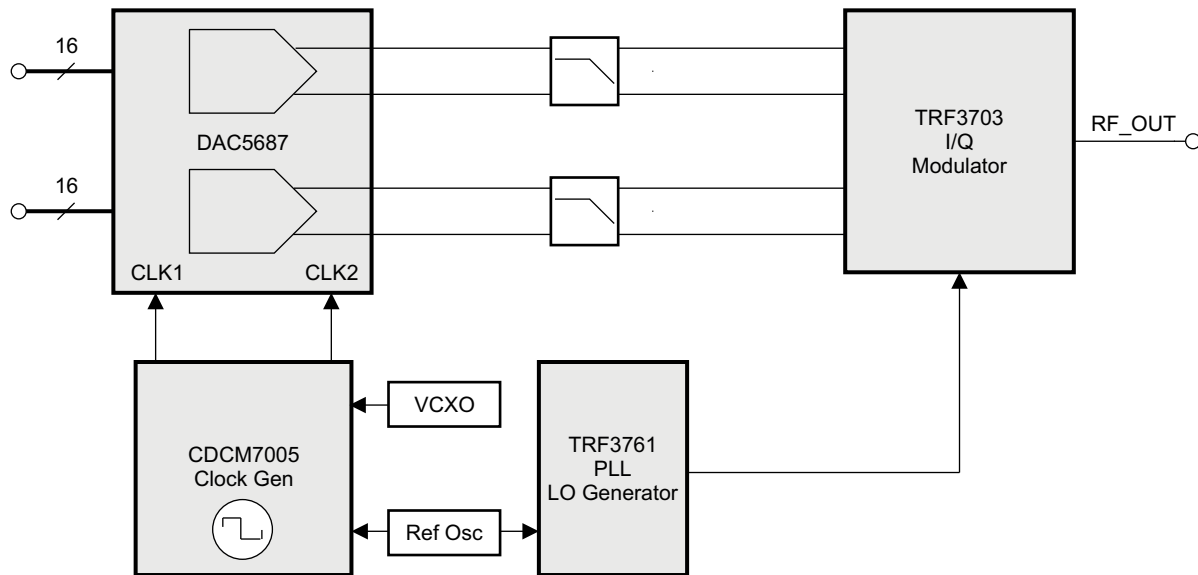 16
DAC5687
16
CLK1
CLK2
TRF3703
I/Q
Modulator
RF_OUT
VCXO
CDCM7005
Clock Gen
Ref Osc
TRF3761
PLL
LO Generator